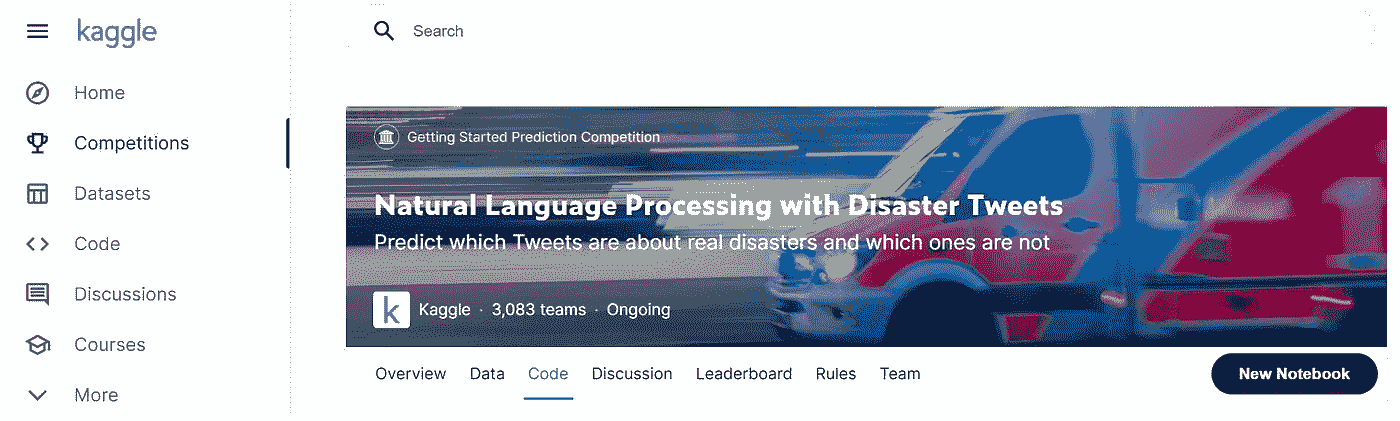 kaggle
Search
Home
Competitions
Datasets
Code
Discussions
Courses
More
Getting Started Prediction Competition
Natural Language Processing with Disaster Tweets
Predict which Tweets are about real disasters and which ones are not
k Kaggle · 3,083 teams · Ongoing
Overview Data Code Discussion Leaderboard Rules Team New Notebook